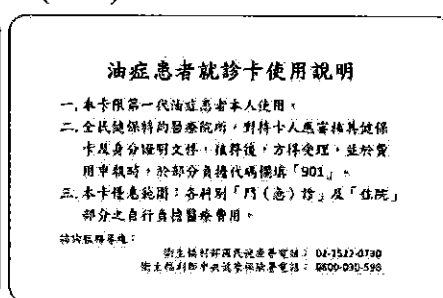 油症患者就診卡使用說明
一、本卡限第一代油症患者本人使用。
二、全民健保特約醫療院所，對持卡人應審核其健保
卡及身分證明文件，核符後，方得受理，並於費
用申報時，於部分負擔代碼欄填「901」。
三、本卡優惠範圍：各科別「門（急）診」及「住院」
部分之自行負擔醫療費用。
諮詢服務專線：
衛生福利部國民健康署電話：02-2522-0780
衛生福利部中央健康保險署電話：0800-030-598